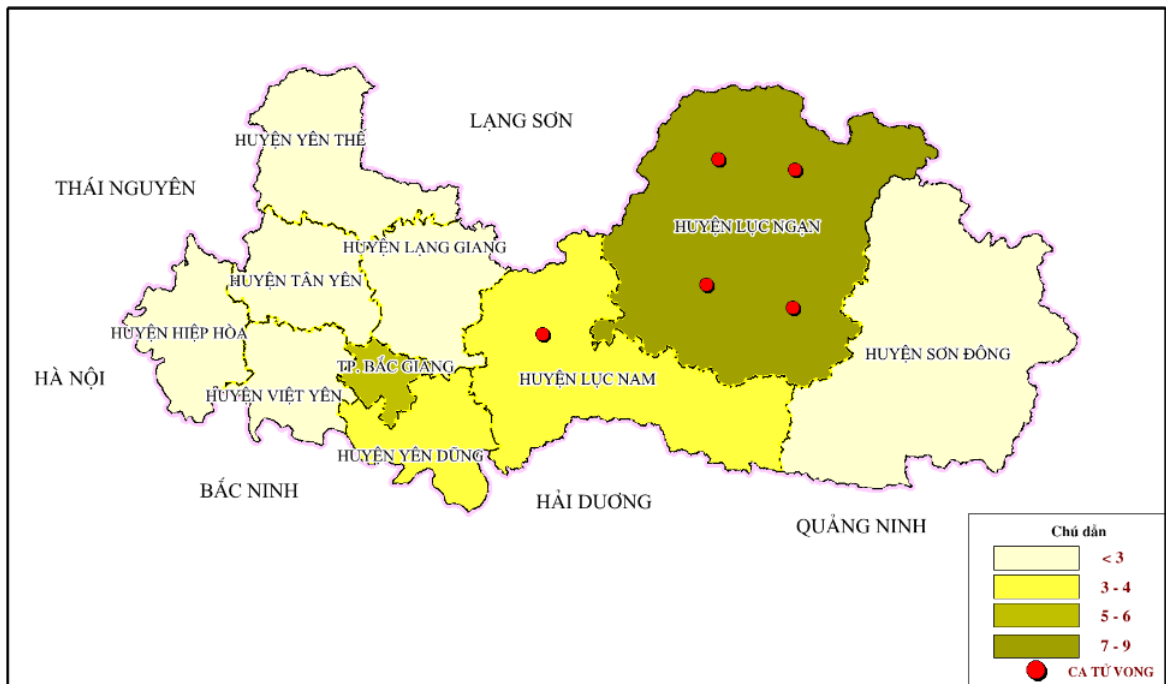 LẠNG SƠN
HUYỆN YÊN THẾ
THÁI NGUYÊN
HUYỆN LỤC NGẠN
HUYỆN LẠNG GIANG
HUYỆN TÂN YÊN
HUYỆN HIỆP HÒA
HUYỆN SƠN ĐÔNG
TP. BẮC GIANG
HÀ NỘI
HUYỆN LỤC NAM
HUYỆN VIỆT YÊN
HUYỆN YÊN DŨNG
BẮC NINH
HẢI DƯƠNG
QUẢNG NINH
Chú dẫn
< 3
3 - 4
5 - 6
7 - 9
CA TỬ VONG